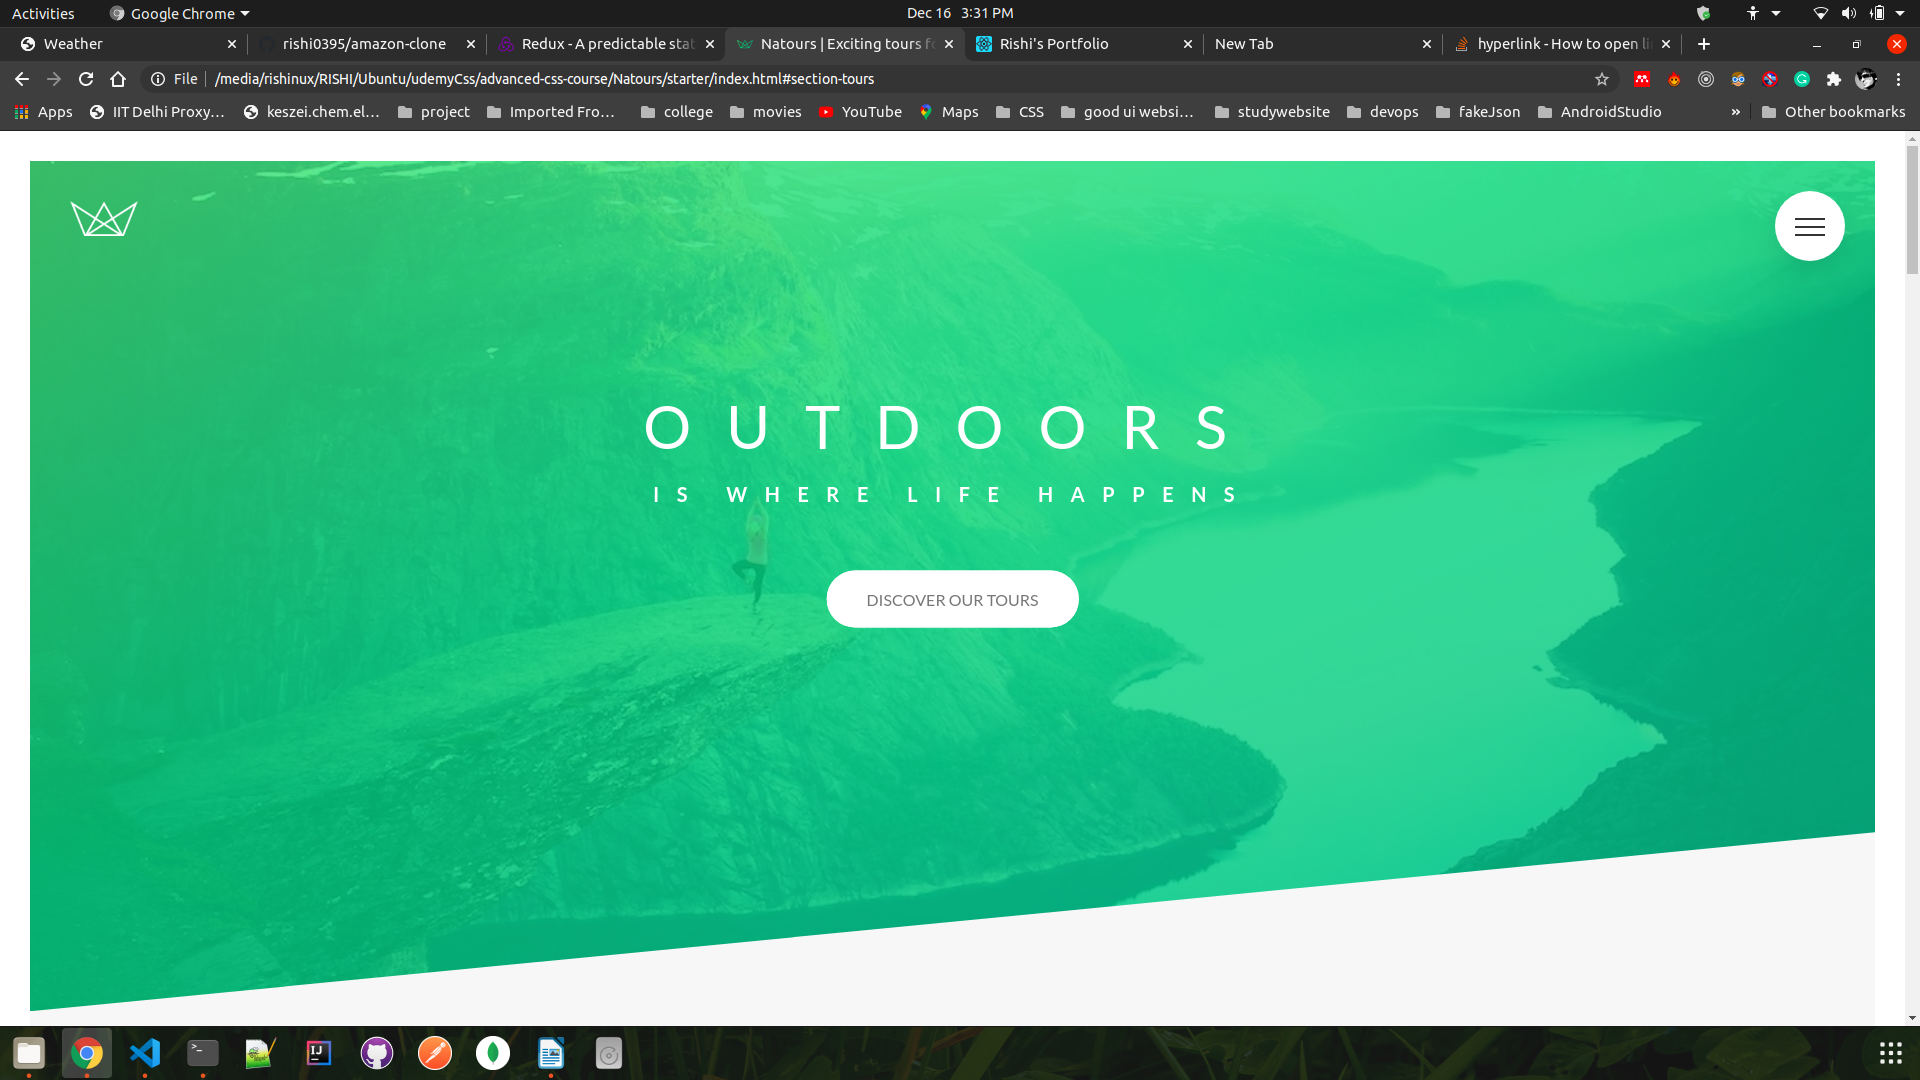 Activities Google Chrome Dec 16 3:31 PM
Weather rishi0395/amazon-clone Redux - A predictable stat Natours | Exciting tours fo Rishi's Portfolio New Tab hyperlink - How to open li
File /media/rishinux/RISHI/Ubuntu/udemyCss/advanced-css-course/Natours/starter/index.html#section-tours
Apps IIT Delhi Proxy... keszei.chem.el... project Imported Fro... college movies YouTube Maps CSS good ui websi... studywebsite devops fakeJson AndroidStudio » Other bookmarks
OUTDOORS
IS WHERE LIFE HAPPENS
DISCOVER OUR TOURS